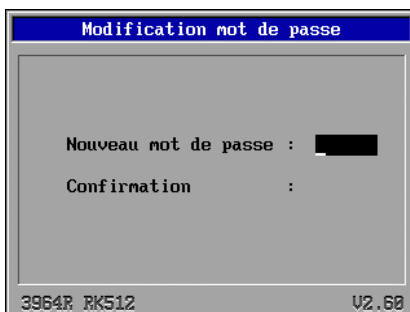 Modification mot de passe
Nouveau mot de passe :
Confirmation :
3964R RK512 V2.60